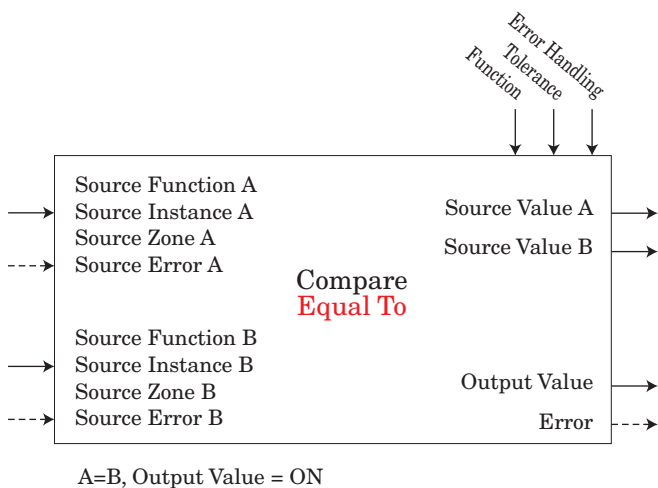 Function
Tolerance
Error Handling
Source Function A
Source Instance A
Source Zone A
Source Error A
Source Value A
Source Value B
Compare
Equal To
Source Function B
Source Instance B
Source Zone B
Source Error B
Output Value
Error
A=B, Output Value = ON